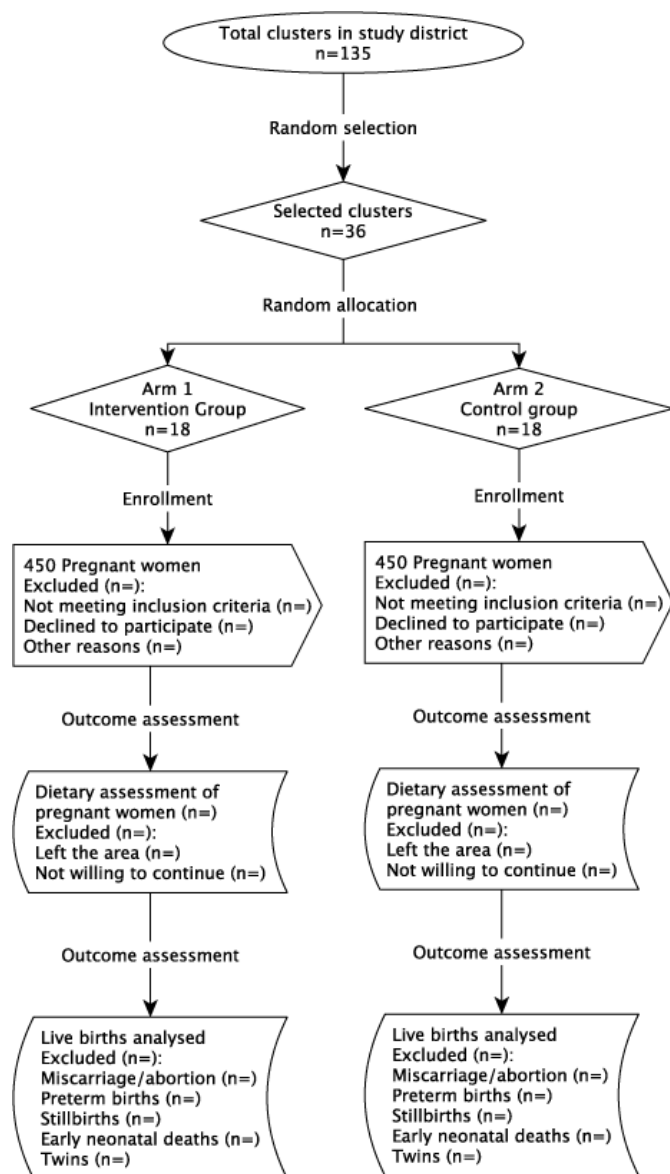 Total clusters in study district
n=135
Random selection
Selected clusters
n=36
Random allocation
Arm 1
Intervention Group
n=18
Arm 2
Control group
n=18
Enrollment
Enrollment
450 Pregnant women
Excluded (n=):
Not meeting inclusion criteria (n=)
Declined to participate (n=)
Other reasons (n=)
450 Pregnant women
Excluded (n=):
Not meeting inclusion criteria (n=)
Declined to participate (n=)
Other reasons (n=)
Outcome assessment
Outcome assessment
Dietary assessment of
pregnant women (n=)
Excluded (n=):
Left the area (n=)
Not willing to continue (n=)
Dietary assessment of
pregnant women (n=)
Excluded (n=):
Left the area (n=)
Not willing to continue (n=)
Outcome assessment
Outcome assessment
Live births analysed
Excluded (n=):
Miscarriage/abortion (n=)
Preterm births (n=)
Stillbirths (n=)
Early neonatal deaths (n=)
Twins (n=)
Live births analysed
Excluded (n=):
Miscarriage/abortion (n=)
Preterm births (n=)
Stillbirths (n=)
Early neonatal deaths (n=)
Twins (n=)